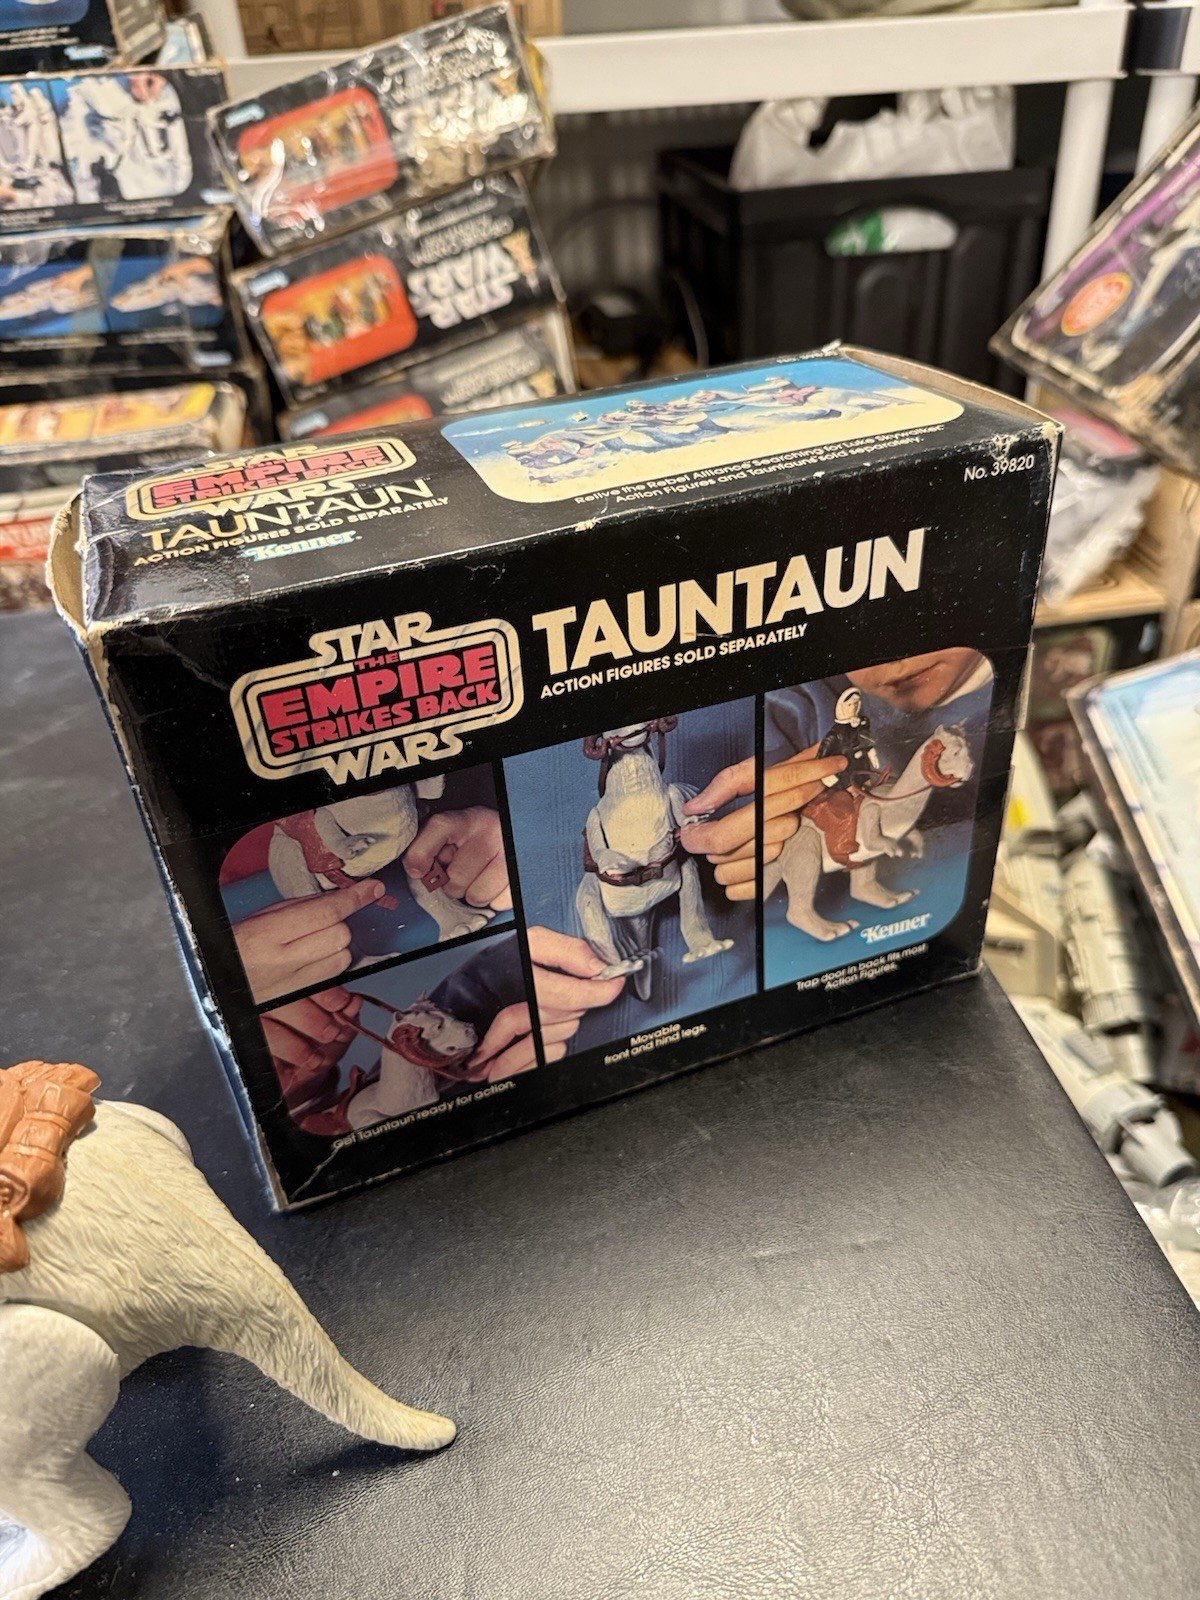 Kenner
STAR
WARS
STAR
THE
EMPIRE
STRIKES BACK
WARS
TAUNTAUN
ACTION FIGURES SOLD SEPARATELY
Kenner
Relive the Rebel Alliance Searching for Luke Skywalker.
Action Figures and Tauntauns sold separately.
No. 39820
STAR
THE
EMPIRE
STRIKES BACK
WARS
TAUNTAUN
ACTION FIGURES SOLD SEPARATELY
Kenner
Get Tauntaun ready for action.
Movable
front and hind legs.
Trap door in back fits most
Action Figures.